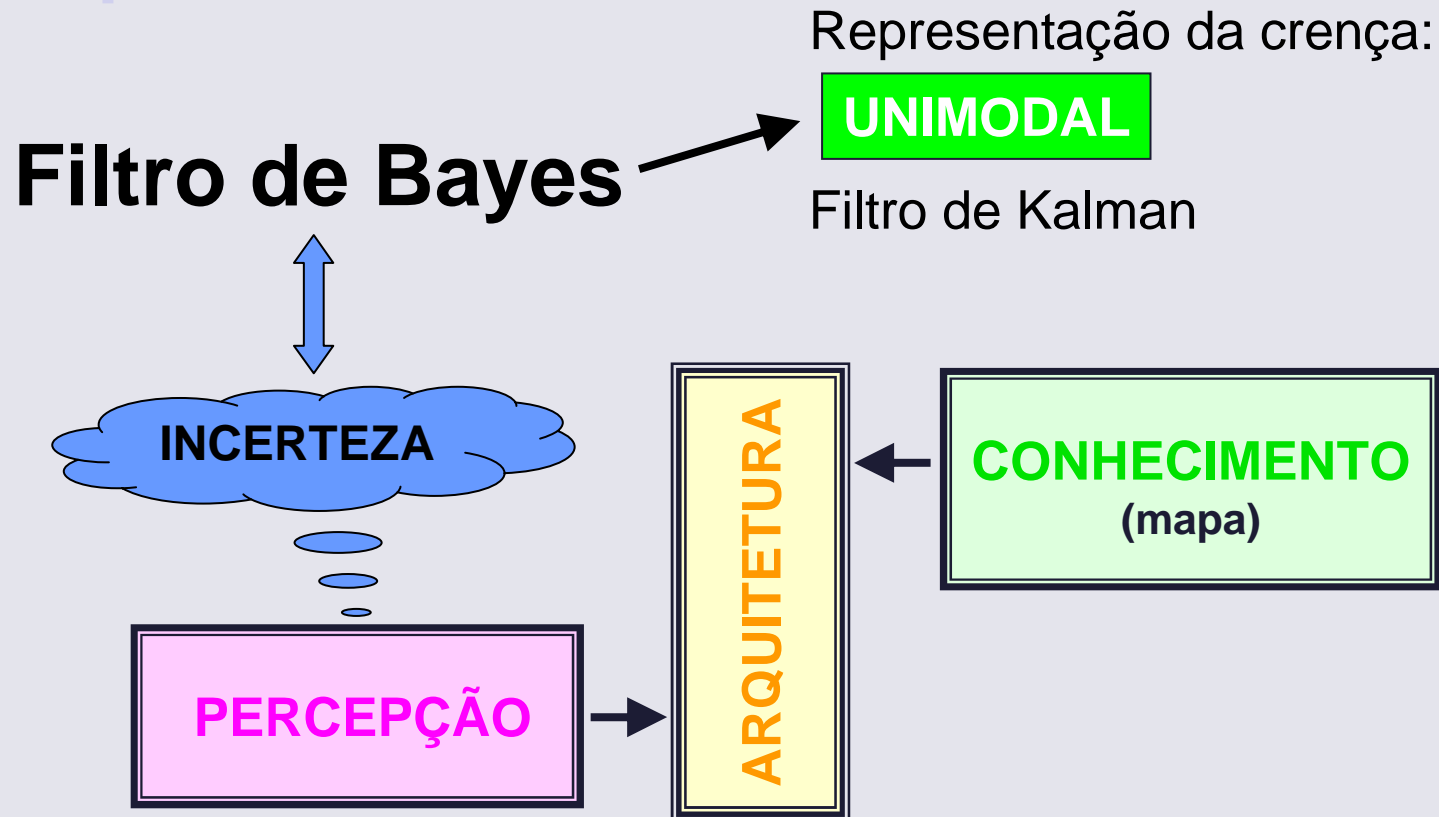 Representação da crença:
UNIMODAL
Filtro de Bayes
Filtro de Kalman
INCERTEZA
ARQUITETURA
CONHECIMENTO
(mapa)
PERCEPÇÃO